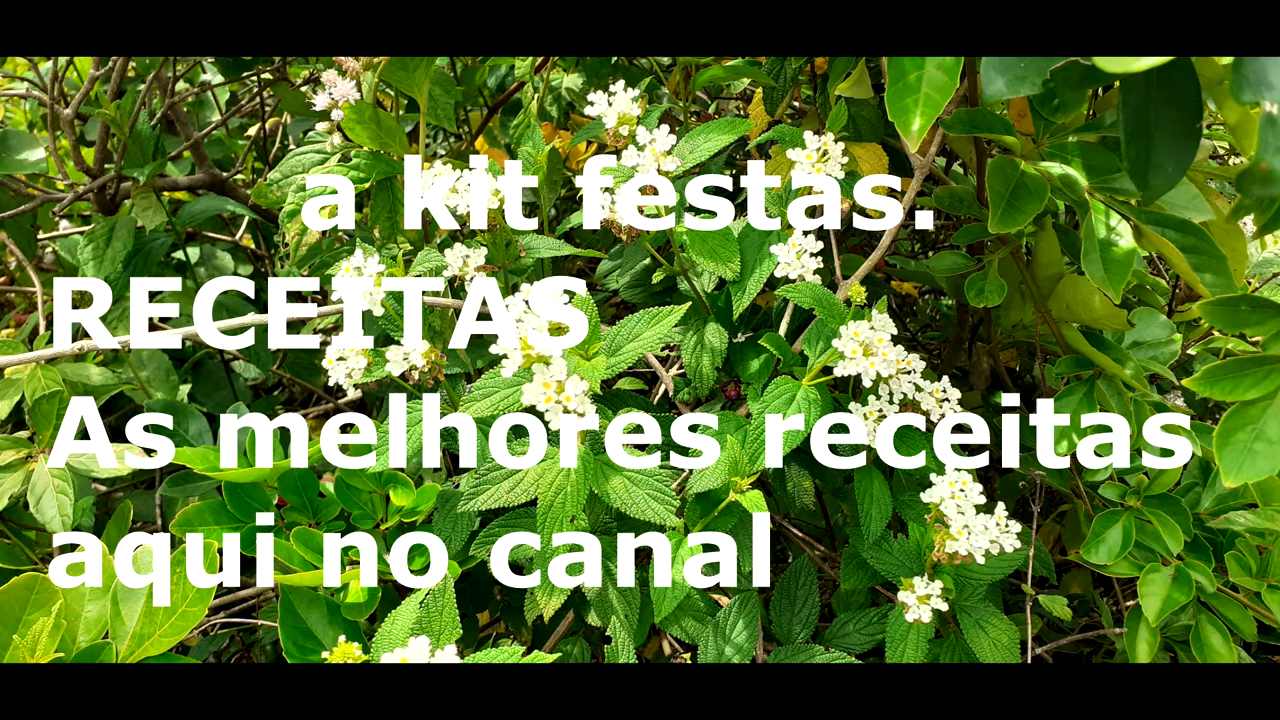 a kit festas.
RECEITAS
As melhores receitas
aqui no canal